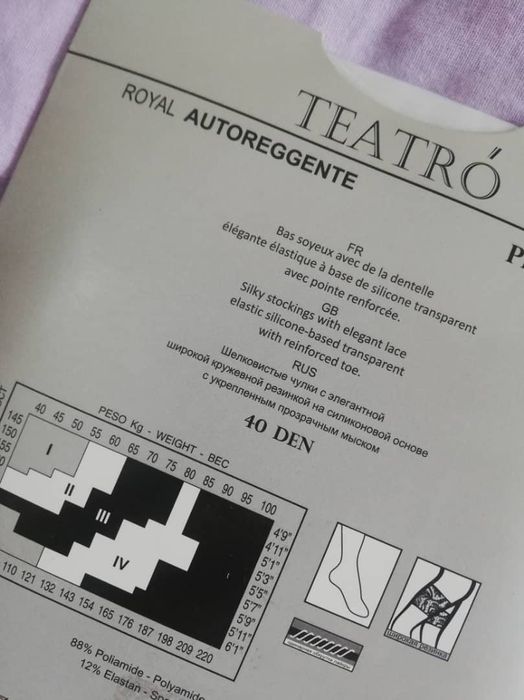 TEATRÓ
ROYAL AUTOREGGENTE
FR
Bas soyeux avec de la dentelle
élégante élastique à base de silicone transparent
avec pointe renforcée.
GB
Silky stockings with elegant lace
elastic silicone-based transparent
with reinforced toe.
RUS
Шелковистые чулки с элегантной
широкой кружевной резинкой на силиконовой основе
с укрепленным прозрачным мыском
40 DEN
PESO Kg - WEIGHT - ВЕС
40 45 50 55 60 65 70 75 80 85 90 95 100
145
150
155
I
II
III
IV
4'9"
4'11"
5'1"
5'3"
5'5"
5'7"
5'9"
5'11"
6'1"
110 121 132 143 154 165 176 187 198 209 220
широкая резинка
88% Poliamide - Polyamide
12% Elastan -